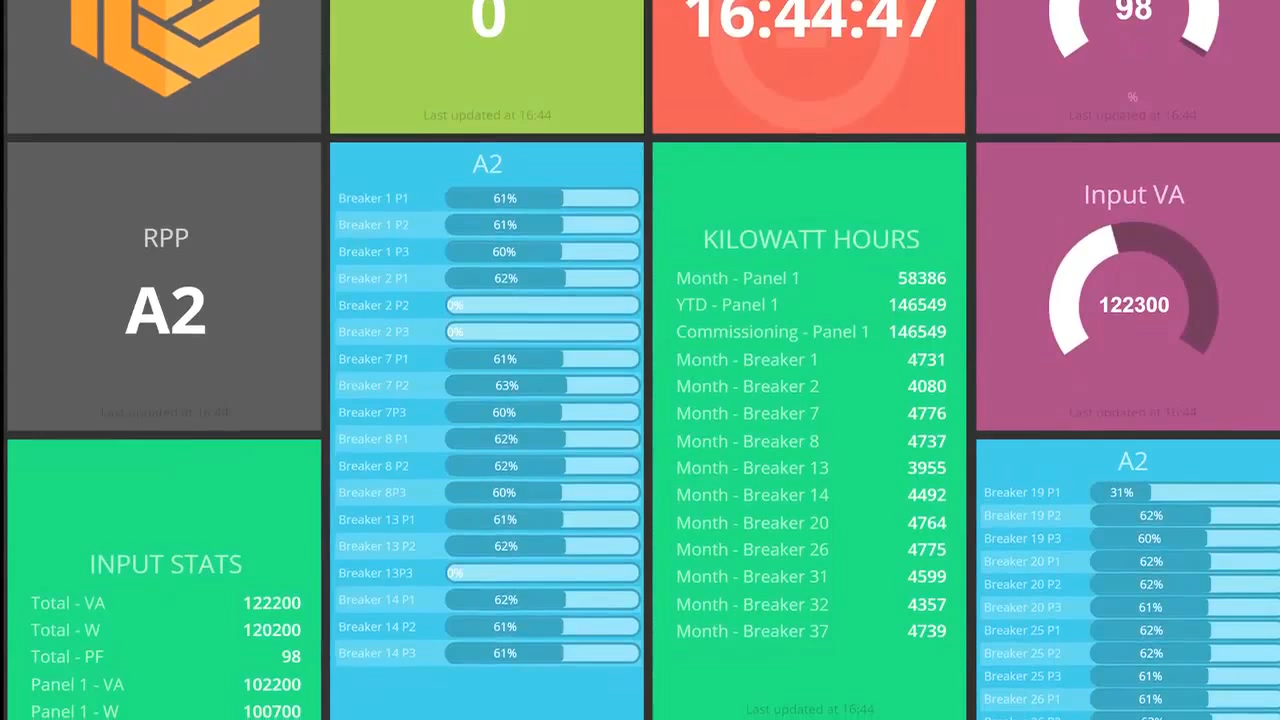 0
Last updated at 16:44
16:44:47
98
%
Last updated at 16:44
RPP
A2
Last updated at 16:44
A2
Breaker 1 P1 61%
Breaker 1 P2 61%
Breaker 1 P3 60%
Breaker 2 P1 62%
Breaker 2 P2 0%
Breaker 2 P3 0%
Breaker 7 P1 61%
Breaker 7 P2 63%
Breaker 7P3 60%
Breaker 8 P1 62%
Breaker 8 P2 62%
Breaker 8P3 60%
Breaker 13 P1 61%
Breaker 13 P2 62%
Breaker 13P3 0%
Breaker 14 P1 62%
Breaker 14 P2 61%
Breaker 14 P3 61%
KILOWATT HOURS
Month - Panel 1 58386
YTD - Panel 1 146549
Commissioning - Panel 1 146549
Month - Breaker 1 4731
Month - Breaker 2 4080
Month - Breaker 7 4776
Month - Breaker 8 4737
Month - Breaker 13 3955
Month - Breaker 14 4492
Month - Breaker 20 4764
Month - Breaker 26 4775
Month - Breaker 31 4599
Month - Breaker 32 4357
Month - Breaker 37 4739
Last updated at 16:44
Input VA
122300
Last updated at 16:44
INPUT STATS
Total - VA 122200
Total - W 120200
Total - PF 98
Panel 1 - VA 102200
Panel 1 - W 100700
A2
Breaker 19 P1 31%
Breaker 19 P2 62%
Breaker 19 P3 60%
Breaker 20 P1 62%
Breaker 20 P2 62%
Breaker 20 P3 61%
Breaker 25 P1 62%
Breaker 25 P2 62%
Breaker 25 P3 61%
Breaker 26 P1 61%